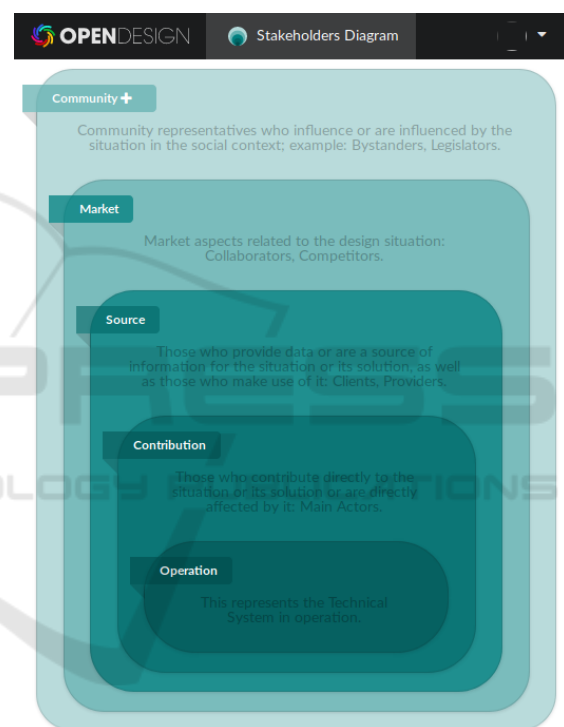 OPENDESIGN
Stakeholders Diagram
Community +
Community representatives who influence or are influenced by the
situation in the social context; example: Bystanders, Legislators.
Market
Market aspects related to the design situation:
Collaborators, Competitors.
Source
Those who provide data or are a source of
information for the situation or its solution, as well
as those who make use of it: Clients, Providers.
Contribution
Those who contribute directly to the
situation or its solution or are directly
affected by it: Main Actors.
Operation
This represents the Technical
System in operation.